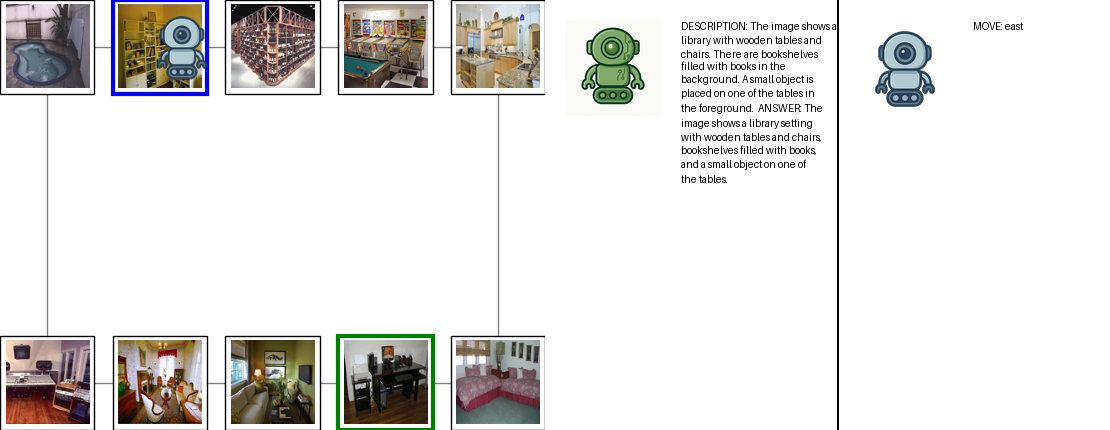 DESCRIPTION: The image shows a
library with wooden tables and
chairs. There are bookshelves
filled with books in the
background. A small object is
placed on one of the tables in
the foreground. ANSWER: The
image shows a library setting
with wooden tables and chairs,
bookshelves filled with books,
and a small object on one of
the tables.
MOVE: east